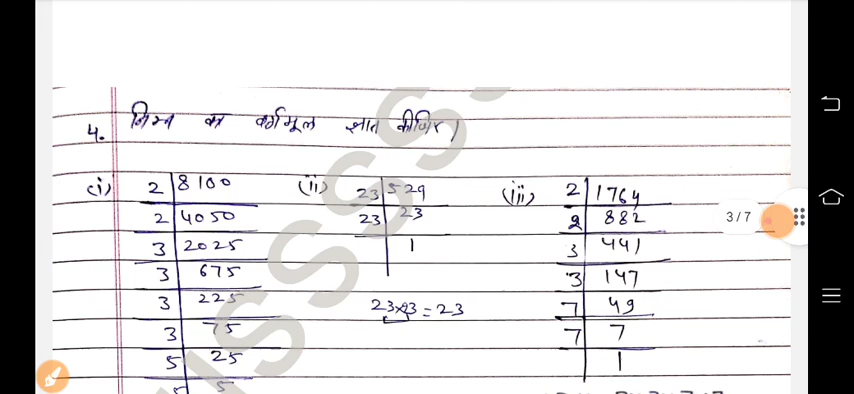 4. निम्न का वर्गमूल ज्ञात कीजिए।
(i) 2 8100 (ii) 23 529 (iii) 2 1764
2 4050 23 23 2 882
3 2025 1 3 441
3 675 3 147
3 225 23×23 = 23 7 49
3 75 7 7
5 25 1
5 5
3/7